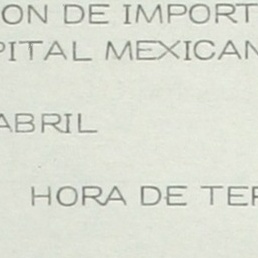 ON DE IMPORT
PITAL MEXICAN
ABRIL
HORA DE TER